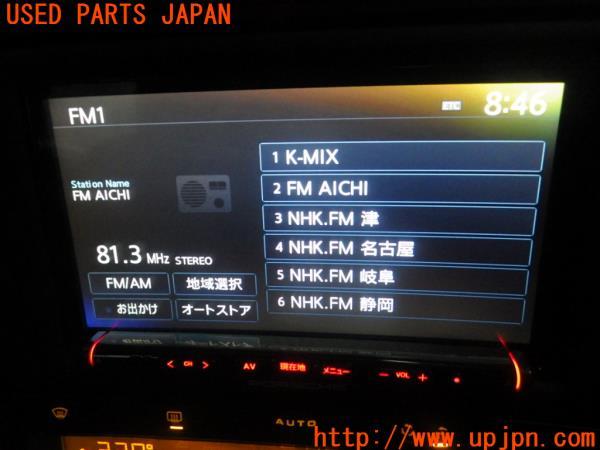 USED PARTS JAPAN
FM1
ETC 8:46
Station Name
FM AICHI
81.3 MHz STEREO
FM/AM 地域選択
お出かけ オートストア
1 K-MIX
2 FM AICHI
3 NHK.FM 津
4 NHK.FM 名古屋
5 NHK.FM 岐阜
6 NHK.FM 静岡
< CH > AV 現在地 メニュー − VOL +
AUTO
http://www.upjpn.com